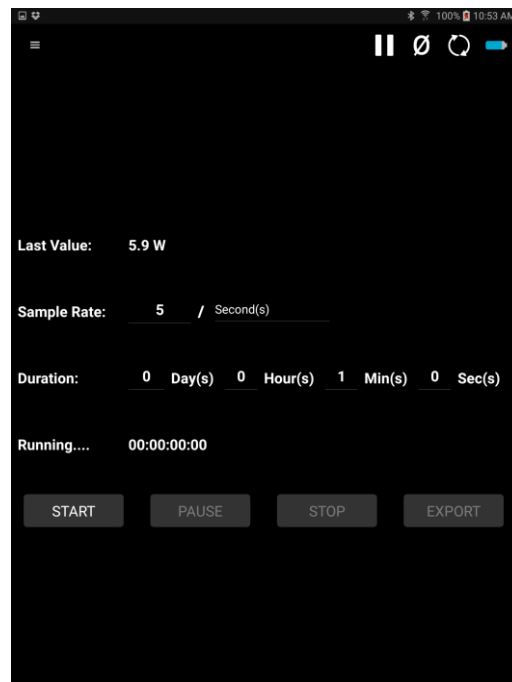 100% 10:53 AM
Last Value: 5.9 W
Sample Rate: 5 / Second(s)
Duration: 0 Day(s) 0 Hour(s) 1 Min(s) 0 Sec(s)
Running.... 00:00:00:00
START PAUSE STOP EXPORT